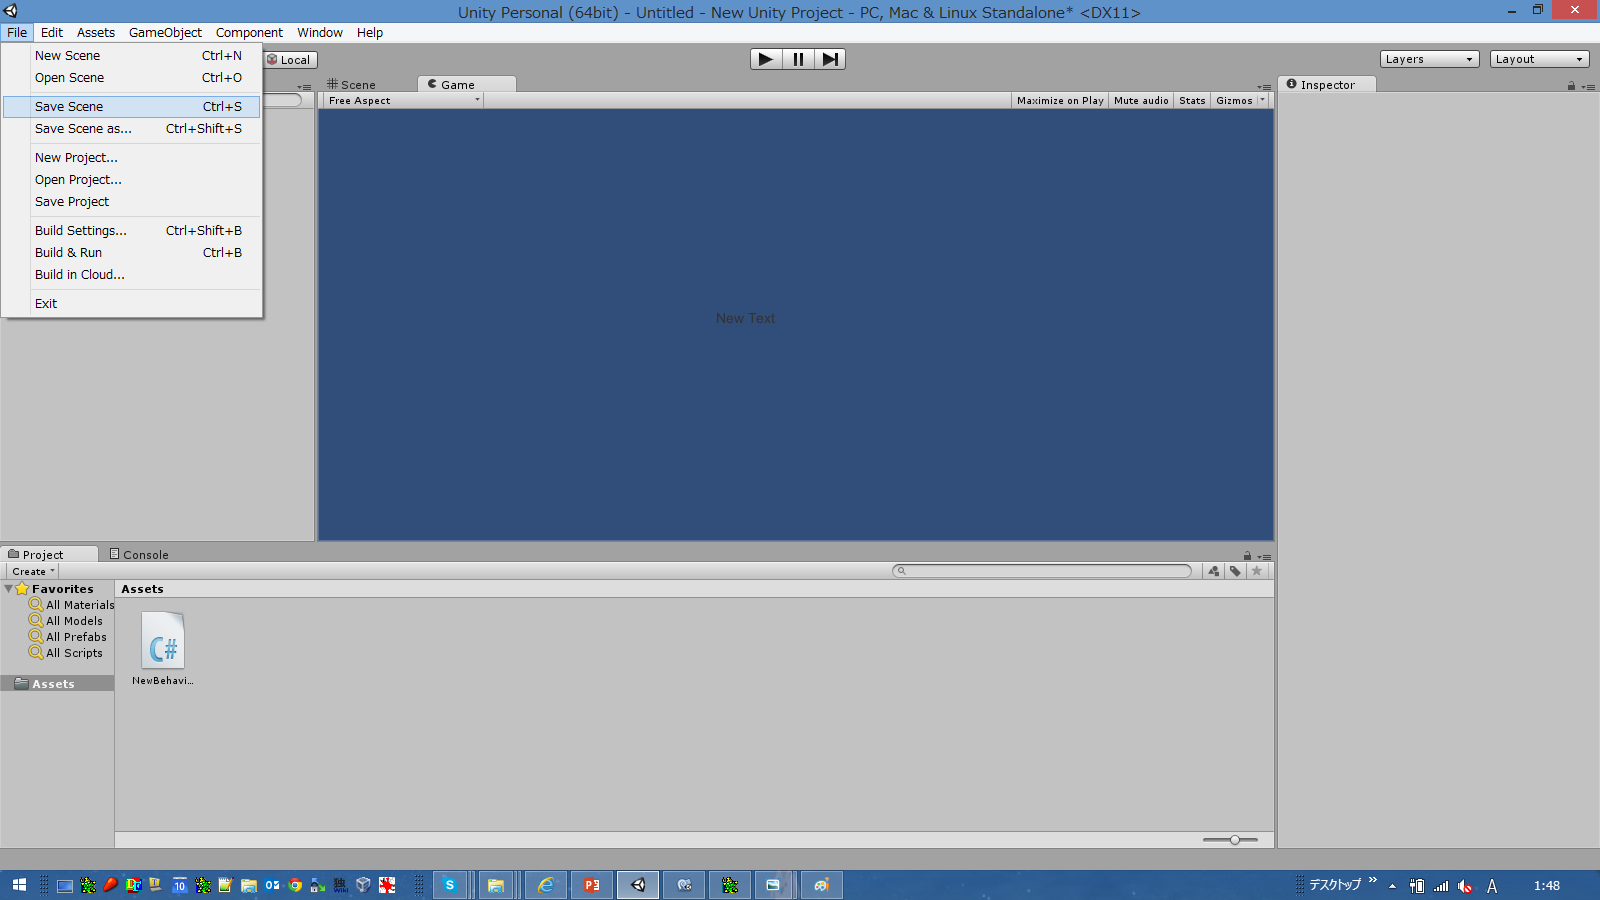 Unity Personal (64bit) - Untitled - New Unity Project - PC, Mac & Linux Standalone* <DX11>
File Edit Assets GameObject Component Window Help
New Scene Ctrl+N
Open Scene Ctrl+O
Save Scene Ctrl+S
Save Scene as... Ctrl+Shift+S
New Project...
Open Project...
Save Project
Build Settings... Ctrl+Shift+B
Build & Run Ctrl+B
Build in Cloud...
Exit
Local
Layers
Layout
Scene
Game
Free Aspect
Maximize on Play Mute audio Stats Gizmos
New Text
Inspector
Project
Console
Create
Favorites
All Materials
All Models
All Prefabs
All Scripts
Assets
Assets
C#
NewBehavi...
デスクトップ
A
1:48